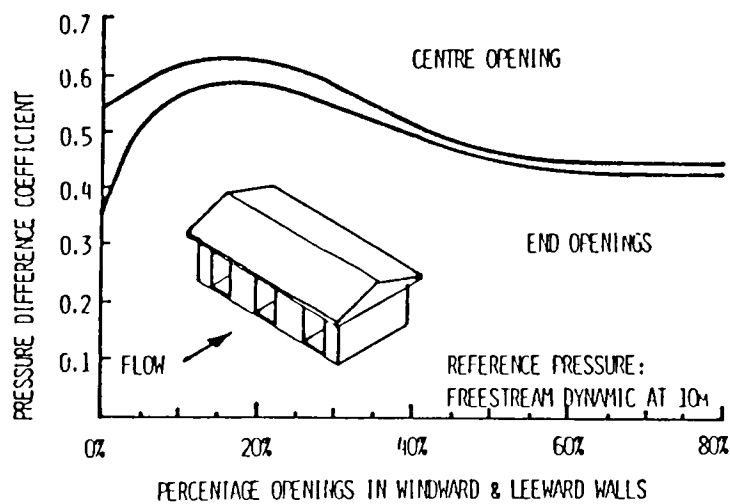 0.7
CENTRE OPENING
0.6
0.5
0.4
END OPENINGS
0.3
0.2
0.1
FLOW
REFERENCE PRESSURE:
FREESTREAM DYNAMIC AT 10M
PRESSURE DIFFERENCE COEFFICIENT
0%
20%
40%
60%
80%
PERCENTAGE OPENINGS IN WINDWARD & LEEWARD WALLS